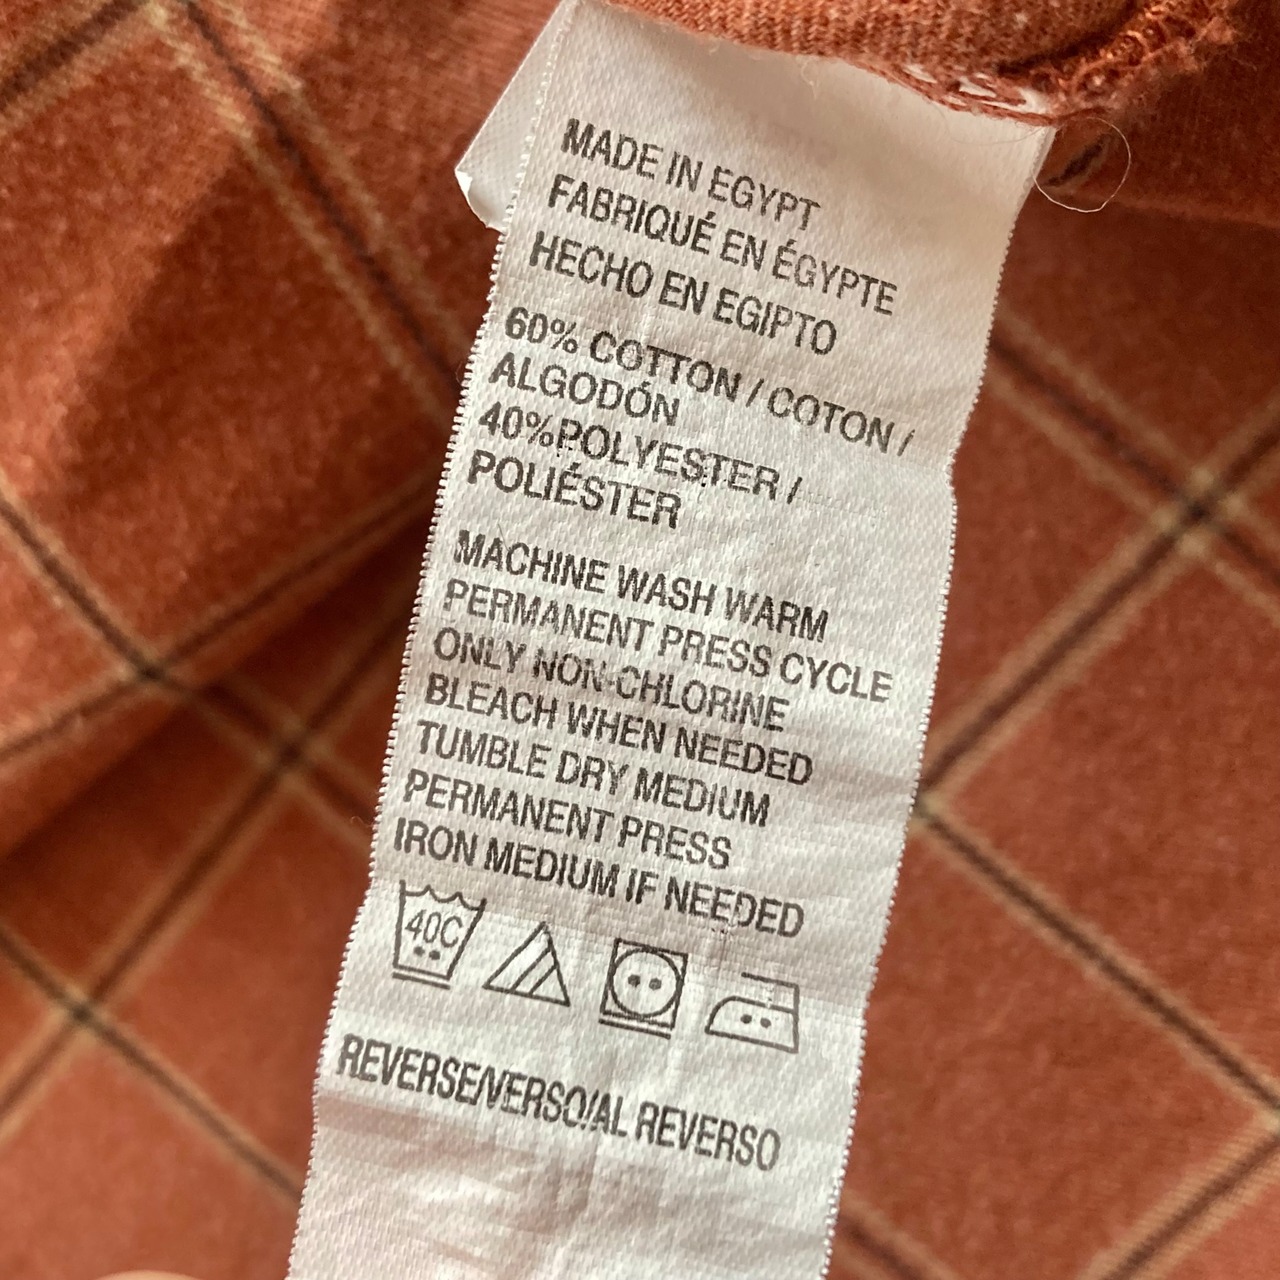 MADE IN EGYPT
FABRIQUÉ EN ÉGYPTE
HECHO EN EGIPTO
60% COTTON / COTON /
ALGODÓN
40%POLYESTER /
POLIÉSTER
MACHINE WASH WARM
PERMANENT PRESS CYCLE
ONLY NON-CHLORINE
BLEACH WHEN NEEDED
TUMBLE DRY MEDIUM
PERMANENT PRESS
IRON MEDIUM IF NEEDED
40C
REVERSE/VERSO/AL REVERSO